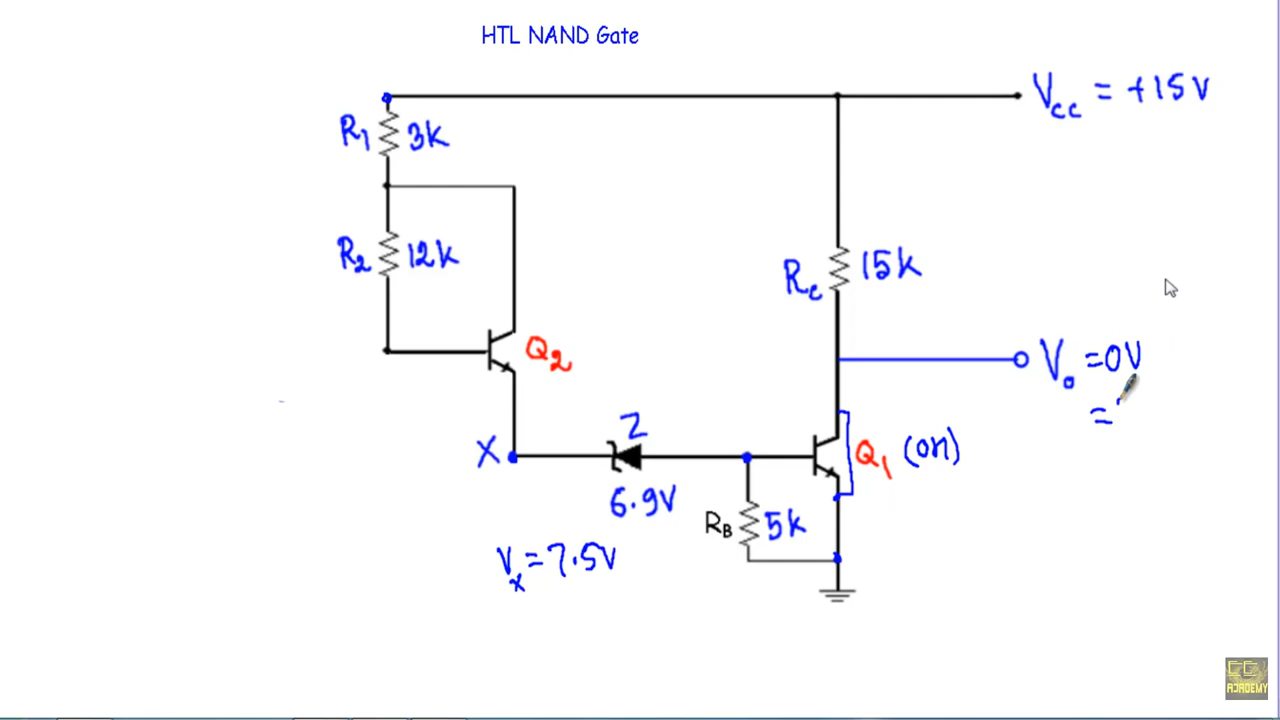 HTL NAND Gate
Vcc = +15V
R1 3K
R2 12K
Rc 15K
Q2
Vo = 0V
=
X
Z
6.9V
Q1 (on)
RB 5K
Vx = 7.5V
ACADEMY